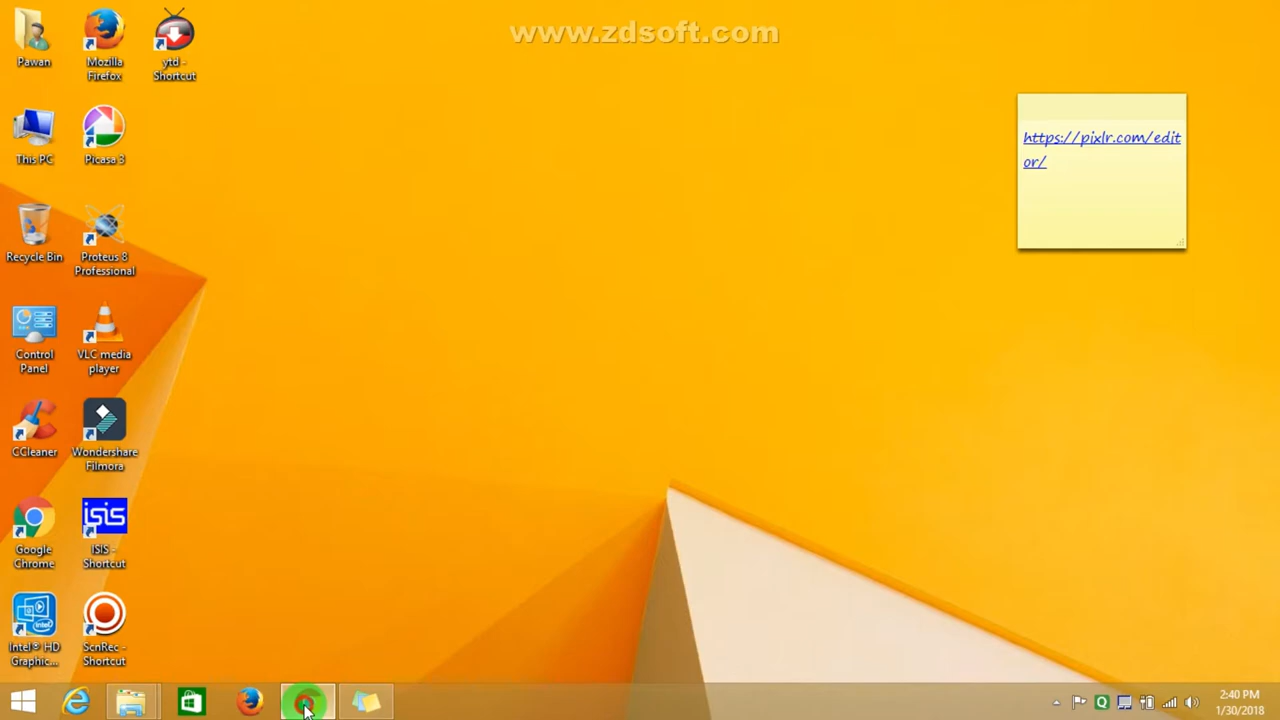 www.zdsoft.com
Pawan
Mozilla
Firefox
ytd -
Shortcut
https://pixlr.com/edit
or/
This PC
Picasa 3
Recycle Bin
Proteus 8
Professional
Control
Panel
VLC media
player
CCleaner
Wondershare
Filmora
isis
Google
Chrome
ISIS -
Shortcut
Intel® HD
Graphic...
ScnRec -
Shortcut
2:40 PM
1/30/2018